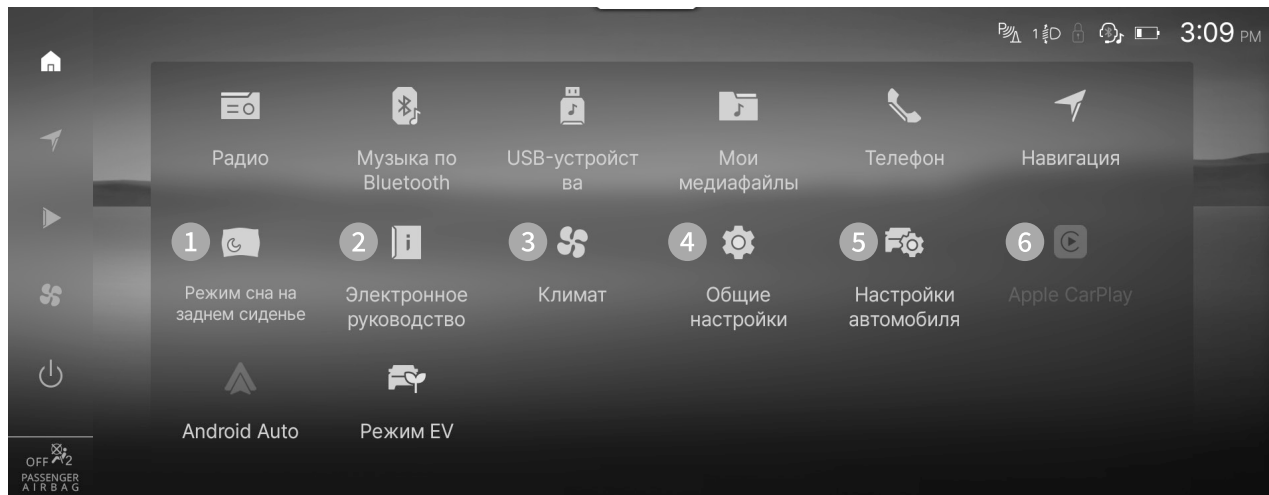 1
3:09 PM
Радио
Музыка по
Bluetooth
USB-устройст
ва
Мои
медиафайлы
Телефон
Навигация
1
Режим сна на
заднем сиденье
2
Электронное
руководство
3
Климат
4
Общие
настройки
5
Настройки
автомобиля
6
Apple CarPlay
Android Auto
Режим EV
OFF 2
PASSENGER
AIRBAG